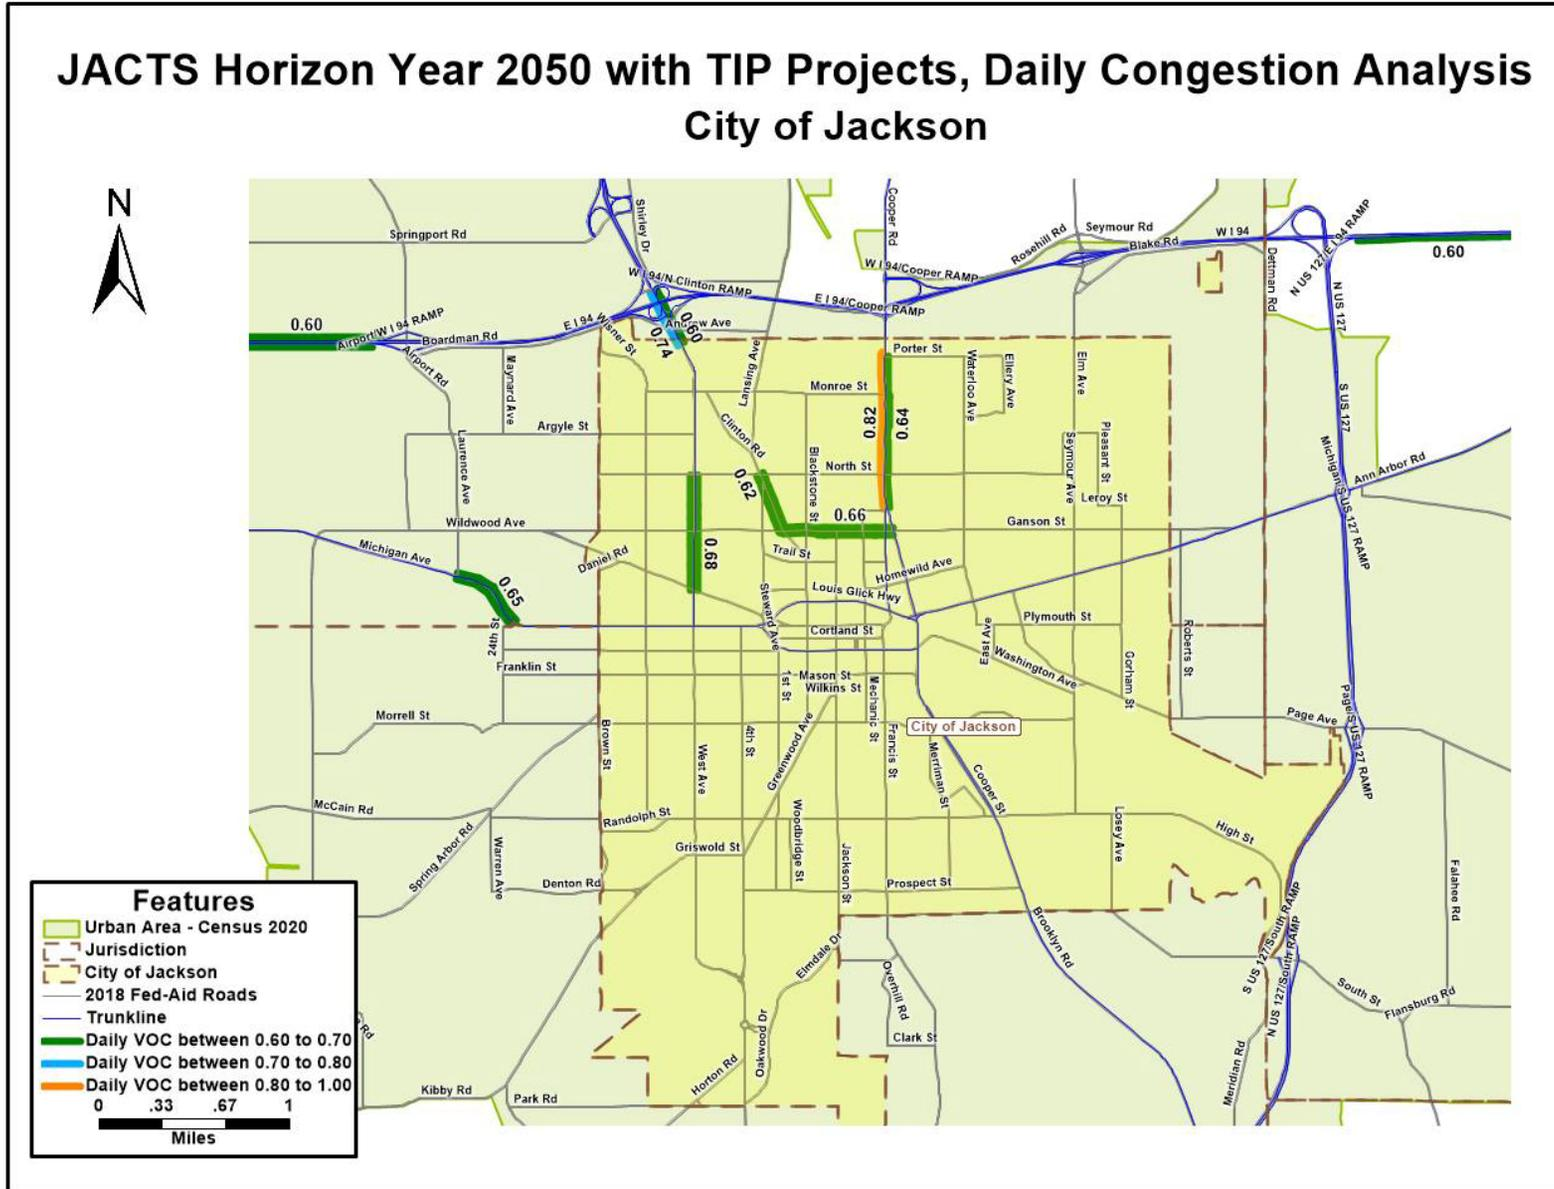 JACTS Horizon Year 2050 with TIP Projects, Daily Congestion Analysis
City of Jackson
N
Springport Rd
Shirley Dr
Cooper Rd
Rosehill Rd
Seymour Rd
Blake Rd
W I 94
Dettman Rd
N US 127/E I 94 RAMP
0.60
W I 94/N Clinton RAMP
W I 94/Cooper RAMP
E I 94/Cooper RAMP
N US 127
0.60
Airport/W I 94 RAMP
Boardman Rd
E I 94
Wisner St
Andrew Ave
0.60
0.74
Airport Rd
Maynard Ave
Lansing Ave
Porter St
Waterloo Ave
Ellery Ave
Elm Ave
S US 127
Monroe St
0.82
0.64
Argyle St
Clinton Rd
Laurence Ave
Blackstone St
North St
Seymour Ave
Pleasant St
Leroy St
Michigan S US 127 RAMP
Ann Arbor Rd
0.62
0.66
Wildwood Ave
Ganson St
Michigan Ave
Daniel Rd
0.68
Trail St
Homewild Ave
0.65
Louis Glick Hwy
Steward Ave
Cortland St
Plymouth St
24th St
East Ave
Washington Ave
Roberts St
Franklin St
1st St
Mason St
Wilkins St
Mechanic St
Gorham St
Morrell St
City of Jackson
Page Ave
Page/S US 127 RAMP
Brown St
West Ave
4th St
Greenwood Ave
Francis St
Merriman St
Cooper St
McCain Rd
Randolph St
Woodbridge St
Losey Ave
High St
Spring Arbor Rd
Warren Ave
Griswold St
Jackson St
Falahee Rd
Denton Rd
Prospect St
Brooklyn Rd
Elmdale Dr
Overhill Rd
S US 127/South RAMP
N US 127/South RAMP
South St
Flansburg Rd
Oakwood Dr
Clark St
Horton Rd
Meridian Rd
Kibby Rd
Park Rd
Features
Urban Area - Census 2020
Jurisdiction
City of Jackson
2018 Fed-Aid Roads
Trunkline
Daily VOC between 0.60 to 0.70
Daily VOC between 0.70 to 0.80
Daily VOC between 0.80 to 1.00
0 .33 .67 1
Miles